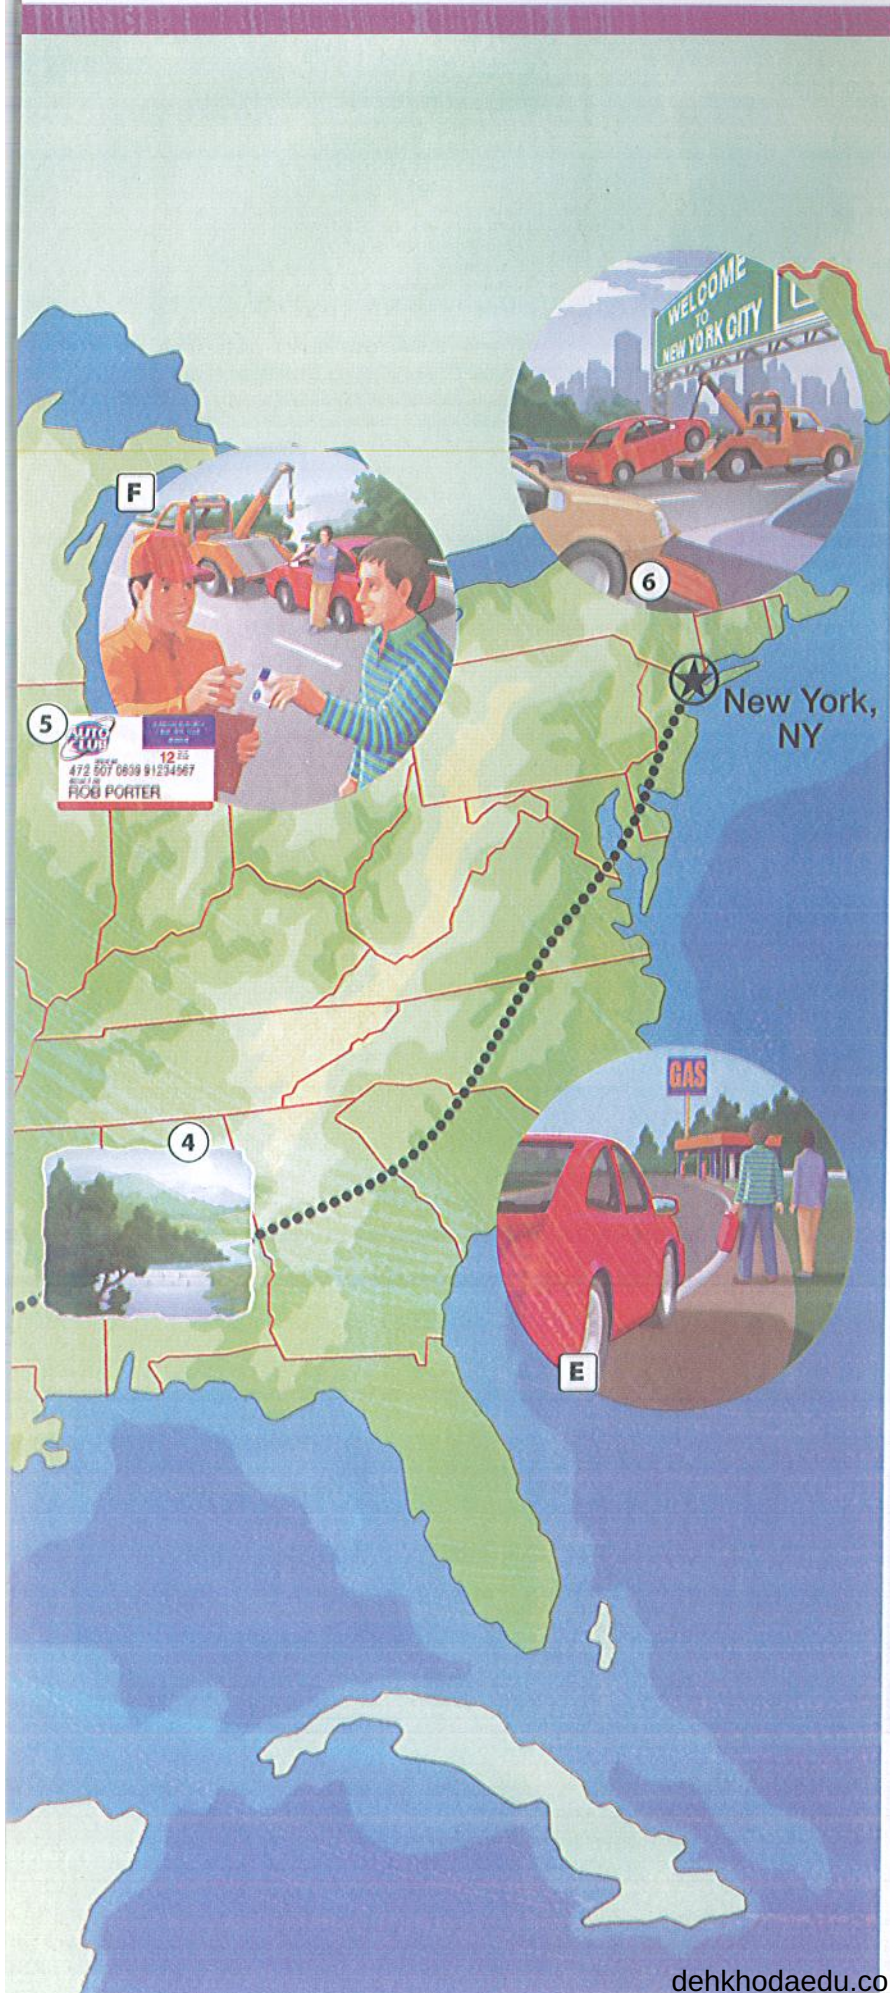 WELCOME
TO
NEW YORK CITY
F
6
5
AUTO
CLUB
12
472 507 0639 91234567
ROB PORTER
New York,
NY
GAS
4
E
dehkhodaedu.co